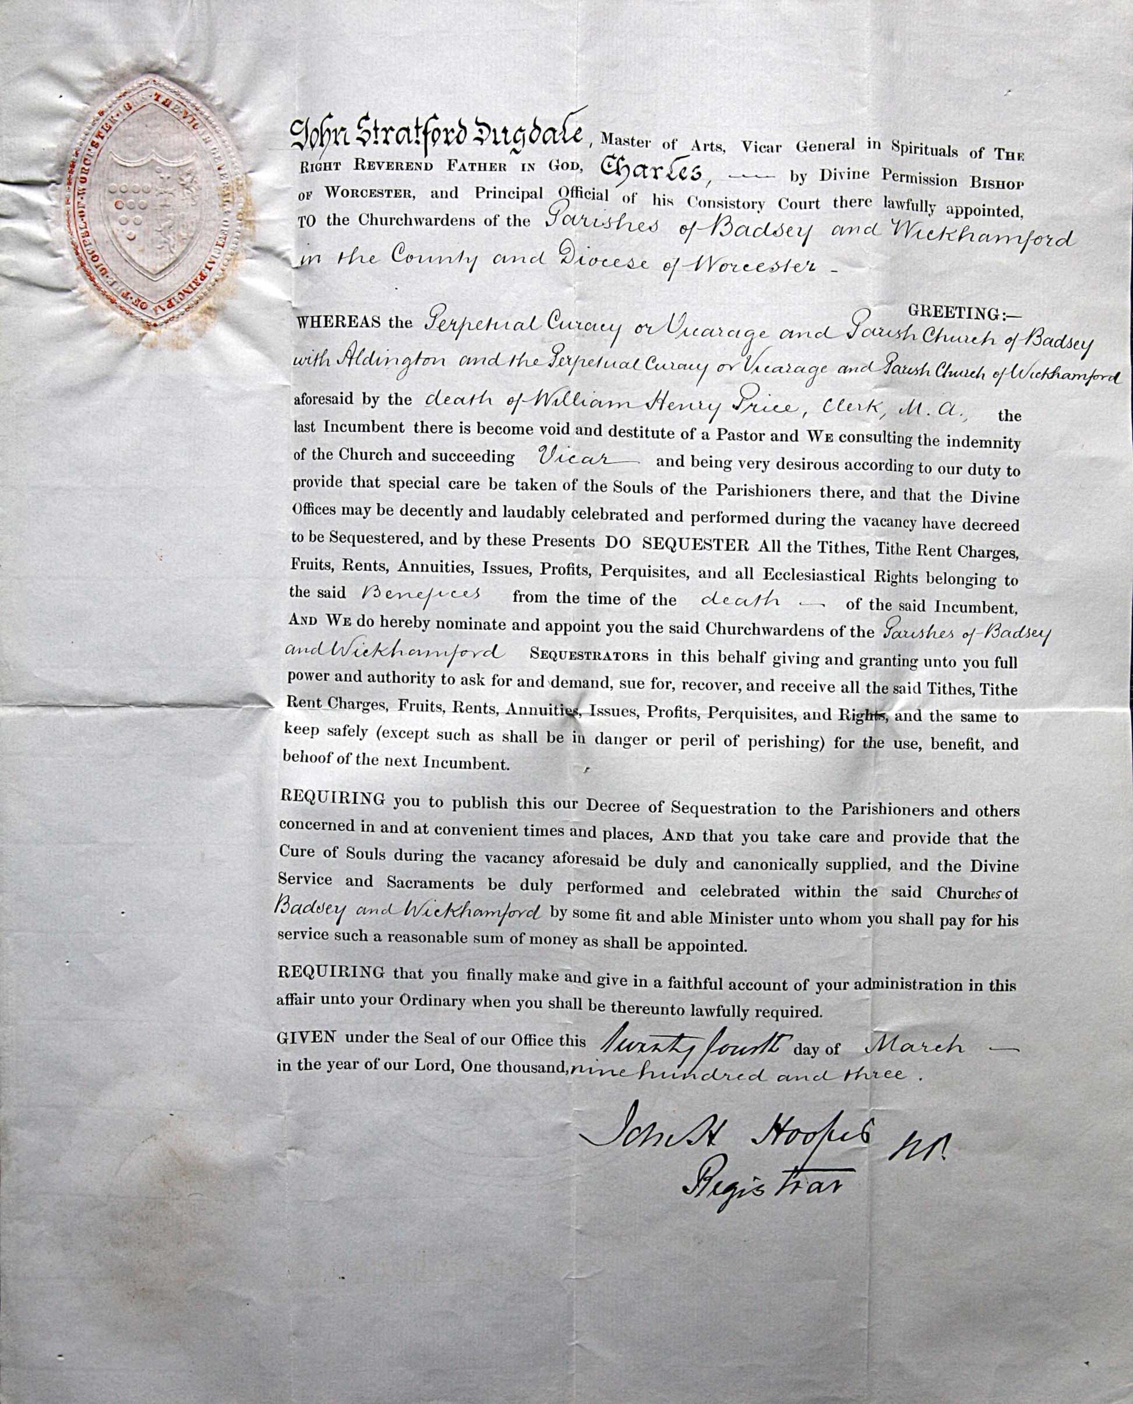 John Stratford Dugdale, Master of Arts, Vicar General in Spirituals of THE
RIGHT REVEREND FATHER IN GOD, Charles, — by Divine Permission BISHOP
OF WORCESTER, and Principal Official of his Consistory Court there lawfully appointed,
TO the Churchwardens of the Parishes of Badsey and Wickhamford
in the County and Diocese of Worcester -
GREETING:—
WHEREAS the Perpetual Curacy or Vicarage and Parish Church of Badsey
with Aldington and the Perpetual Curacy or Vicarage and Parish Church of Wickhamford
aforesaid by the death of William Henry Price, Clerk, M. A., the
last Incumbent there is become void and destitute of a Pastor and WE consulting the indemnity
of the Church and succeeding Vicar — and being very desirous according to our duty to
provide that special care be taken of the Souls of the Parishioners there, and that the Divine
Offices may be decently and laudably celebrated and performed during the vacancy have decreed
to be Sequestered, and by these Presents DO SEQUESTER All the Tithes, Tithe Rent Charges,
Fruits, Rents, Annuities, Issues, Profits, Perquisites, and all Ecclesiastical Rights belonging to
the said Benefices from the time of the death — of the said Incumbent,
AND WE do hereby nominate and appoint you the said Churchwardens of the Parishes of Badsey
and Wickhamford SEQUESTRATORS in this behalf giving and granting unto you full
power and authority to ask for and demand, sue for, recover, and receive all the said Tithes, Tithe
Rent Charges, Fruits, Rents, Annuities, Issues, Profits, Perquisites, and Rights, and the same to
keep safely (except such as shall be in danger or peril of perishing) for the use, benefit, and
behoof of the next Incumbent.
REQUIRING you to publish this our Decree of Sequestration to the Parishioners and others
concerned in and at convenient times and places, AND that you take care and provide that the
Cure of Souls during the vacancy aforesaid be duly and canonically supplied, and the Divine
Service and Sacraments be duly performed and celebrated within the said Churches of
Badsey and Wickhamford by some fit and able Minister unto whom you shall pay for his
service such a reasonable sum of money as shall be appointed.
REQUIRING that you finally make and give in a faithful account of your administration in this
affair unto your Ordinary when you shall be thereunto lawfully required.
GIVEN under the Seal of our Office this twenty fourth day of March —
in the year of our Lord, One thousand, nine hundred and three.
John H Hooper
Registrar